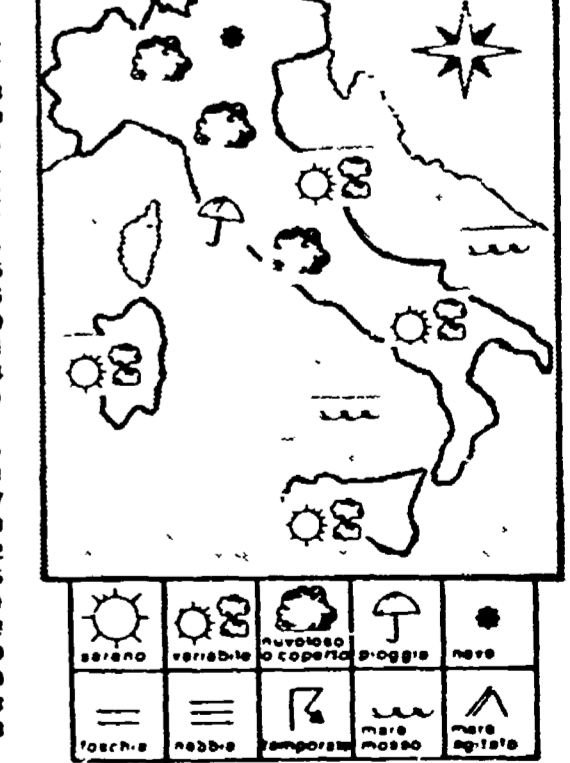 sereno
variabile
nuvoloso
o coperto
pioggia
neve
foschia
nebbia
temporale
mare
mosso
mare
agitato